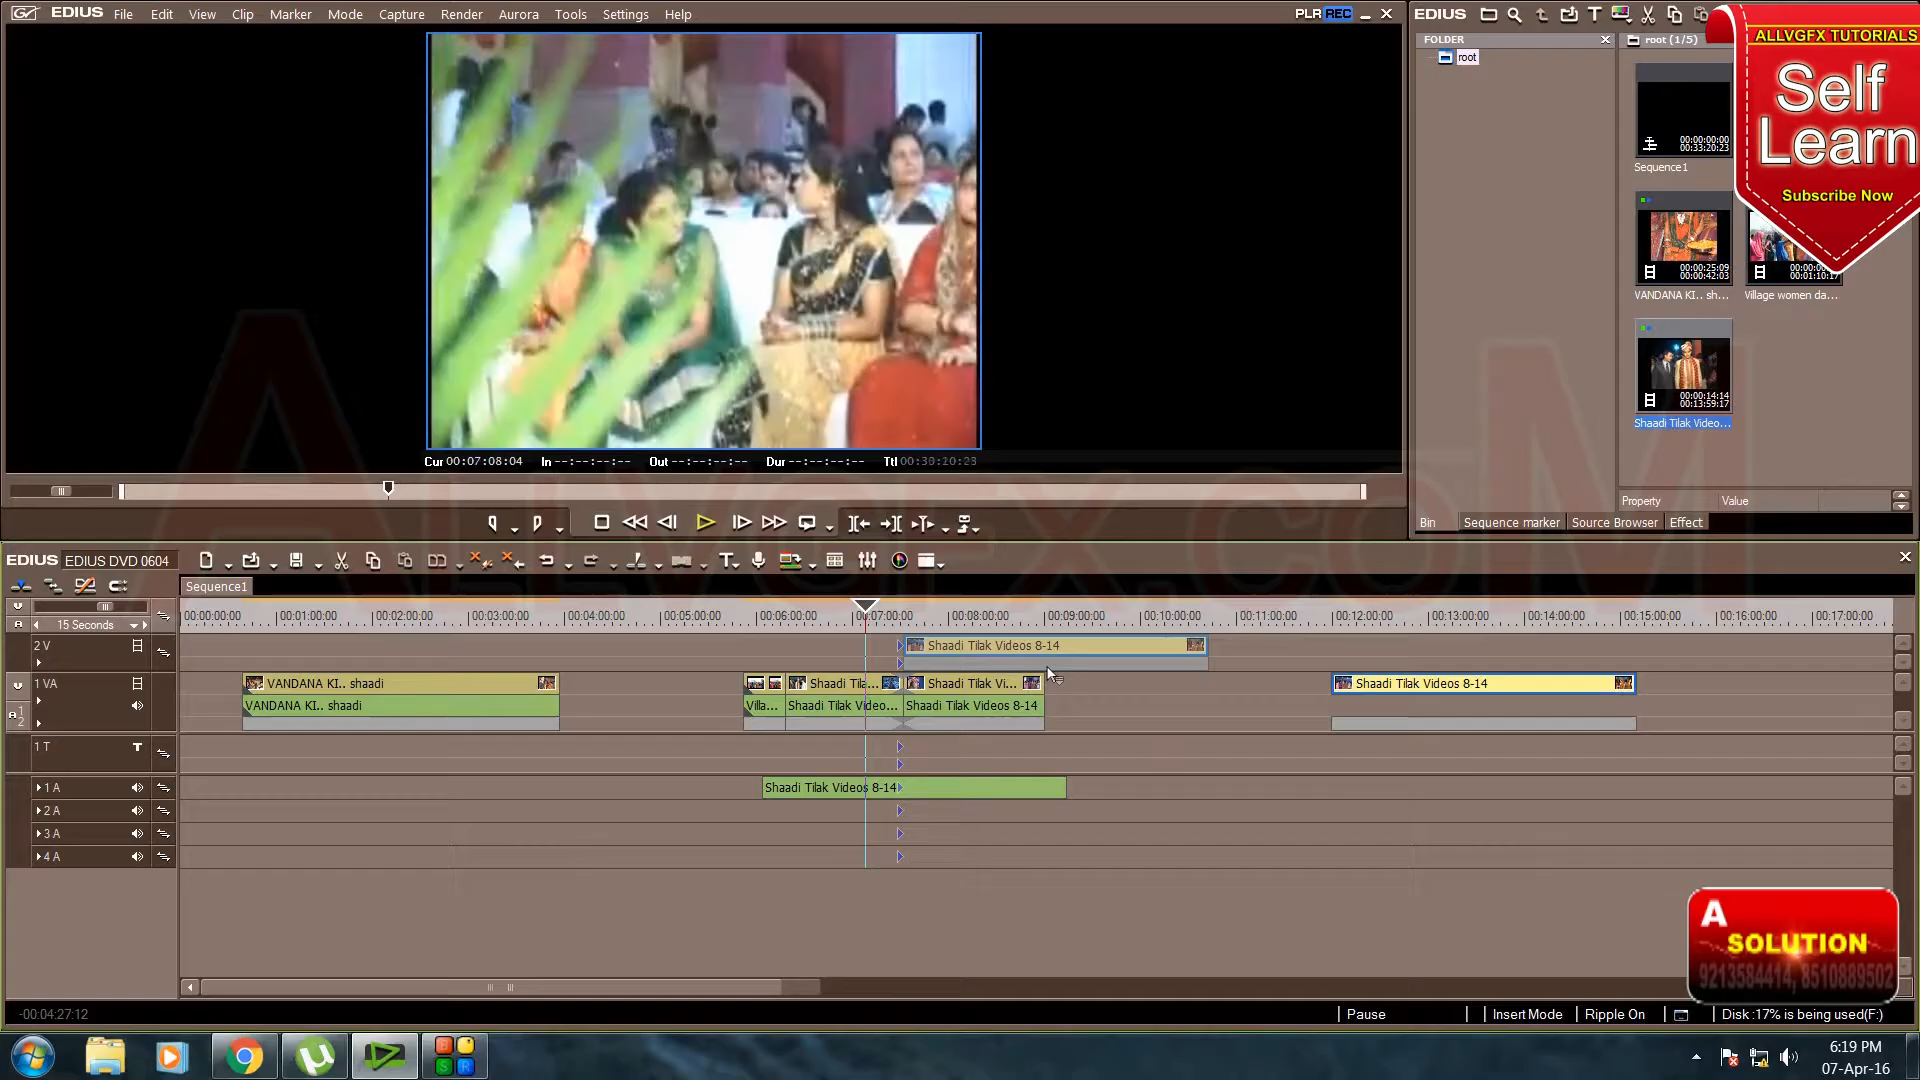 EDIUS File Edit View Clip Marker Mode Capture Render Aurora Tools Settings Help PLR REC
EDIUS
ALLVGFX TUTORIALS
Self
Learn
Subscribe Now
FOLDER
root
root (1/5)
00:00:00:00
00:33:20:23
Sequence1
00:00:25:09
00:00:42:03
VANDANA KI.. sh...
00:01:10:17
Village women da...
00:00:14:14
00:13:59:17
Shaadi Tilak Video...
Cur 00:07:08:04 In --:--:--:-- Out --:--:--:-- Dur --:--:--:-- Ttl 00:30:20:23
Property Value
Bin Sequence marker Source Browser Effect
ALLVGFX.COM
EDIUS EDIUS DVD 0604
Sequence1
15 Seconds
00:00:00:00 00:01:00:00 00:02:00:00 00:03:00:00 00:04:00:00 00:05:00:00 00:06:00:00 00:07:00:00 00:08:00:00 00:09:00:00 00:10:00:00 00:11:00:00 00:12:00:00 00:13:00:00 00:14:00:00 00:15:00:00 00:16:00:00 00:17:00:00
2 V
Shaadi Tilak Videos 8-14
1 VA
VANDANA KI.. shaadi
Shaadi Tila...
Shaadi Tilak Vi...
Shaadi Tilak Videos 8-14
VANDANA KI.. shaadi
Villa...
Shaadi Tilak Video...
Shaadi Tilak Videos 8-14
1 2
1 T T
1 A
Shaadi Tilak Videos 8-14
2 A
3 A
4 A
A
SOLUTION
9213584414, 8510889502
-00:04:27:12
Pause Insert Mode Ripple On Disk :17% is being used(F:)
6:19 PM
07-Apr-16